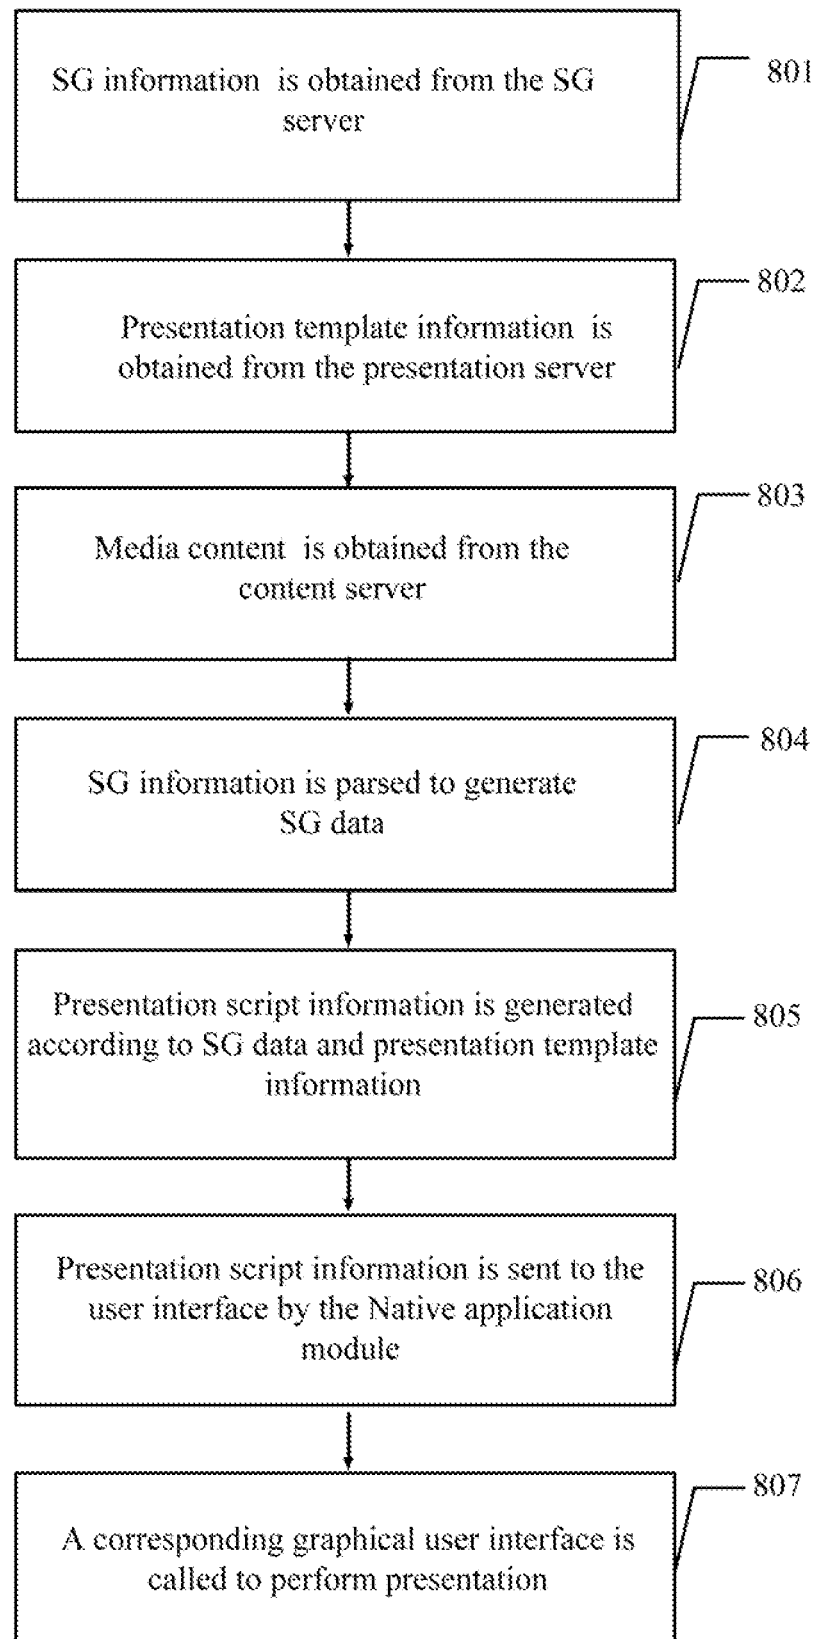 SG information is obtained from the SG
server
801
Presentation template information is
obtained from the presentation server
802
Media content is obtained from the
content server
803
SG information is parsed to generate
SG data
804
Presentation script information is generated
according to SG data and presentation template
information
805
Presentation script information is sent to the
user interface by the Native application
module
806
A corresponding graphical user interface is
called to perform presentation
807